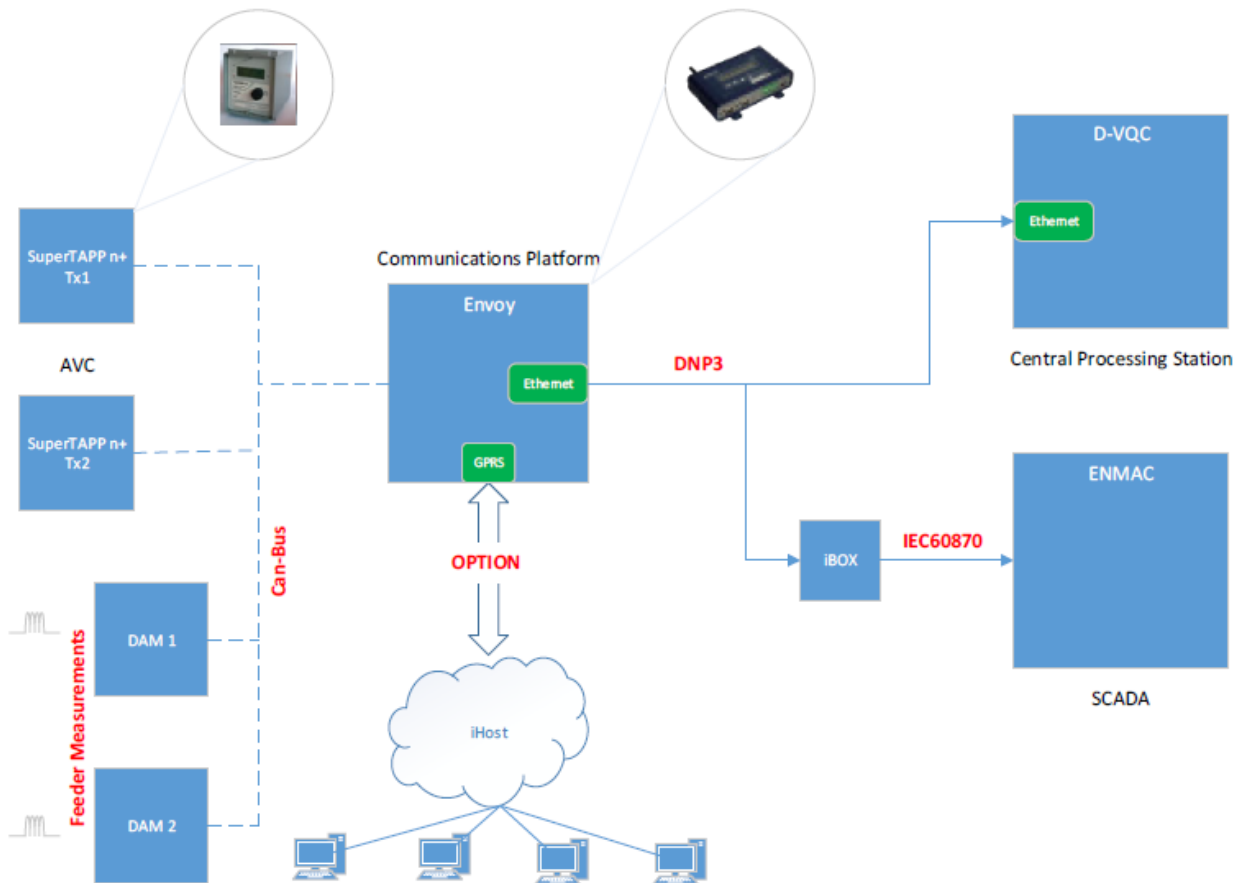 D-VQC
Ethernet
Central Processing Station
SuperTAPP n+
Tx1
AVC
SuperTAPP n+
Tx2
Communications Platform
Envoy
Ethernet
GPRS
DNP3
OPTION
Can-Bus
iBOX
IEC60870
ENMAC
SCADA
Feeder Measurements
DAM 1
DAM 2
iHost